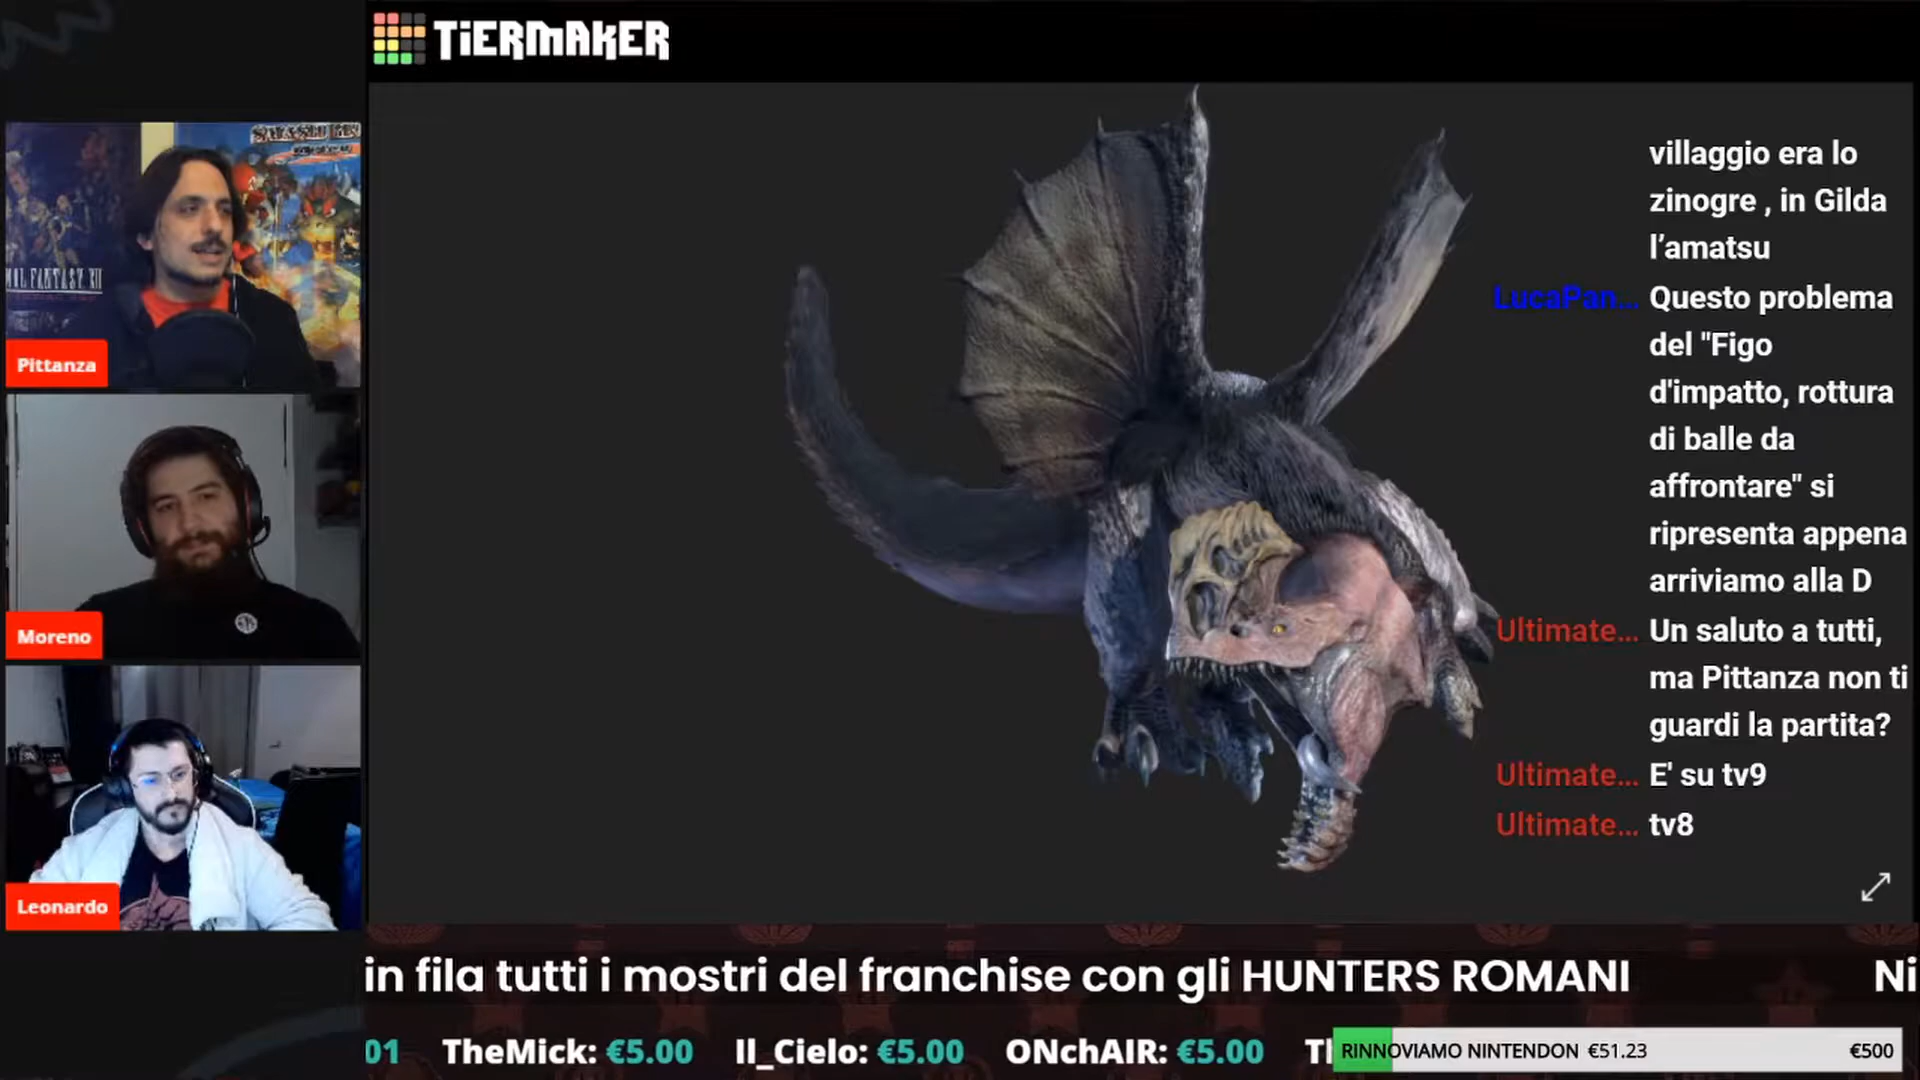 TiERMAKER
Pittanza
Moreno
Leonardo
villaggio era lo
zinogre , in Gilda
l’amatsu
LucaPan... Questo problema
del "Figo
d'impatto, rottura
di balle da
affrontare" si
ripresenta appena
arriviamo alla D
Ultimate... Un saluto a tutti,
ma Pittanza non ti
guardi la partita?
Ultimate... E' su tv9
Ultimate... tv8
in fila tutti i mostri del franchise con gli HUNTERS ROMANI Ni
01 TheMick: €5.00 Il_Cielo: €5.00 ONchAIR: €5.00
RINNOVIAMO NINTENDON €51.23 €500